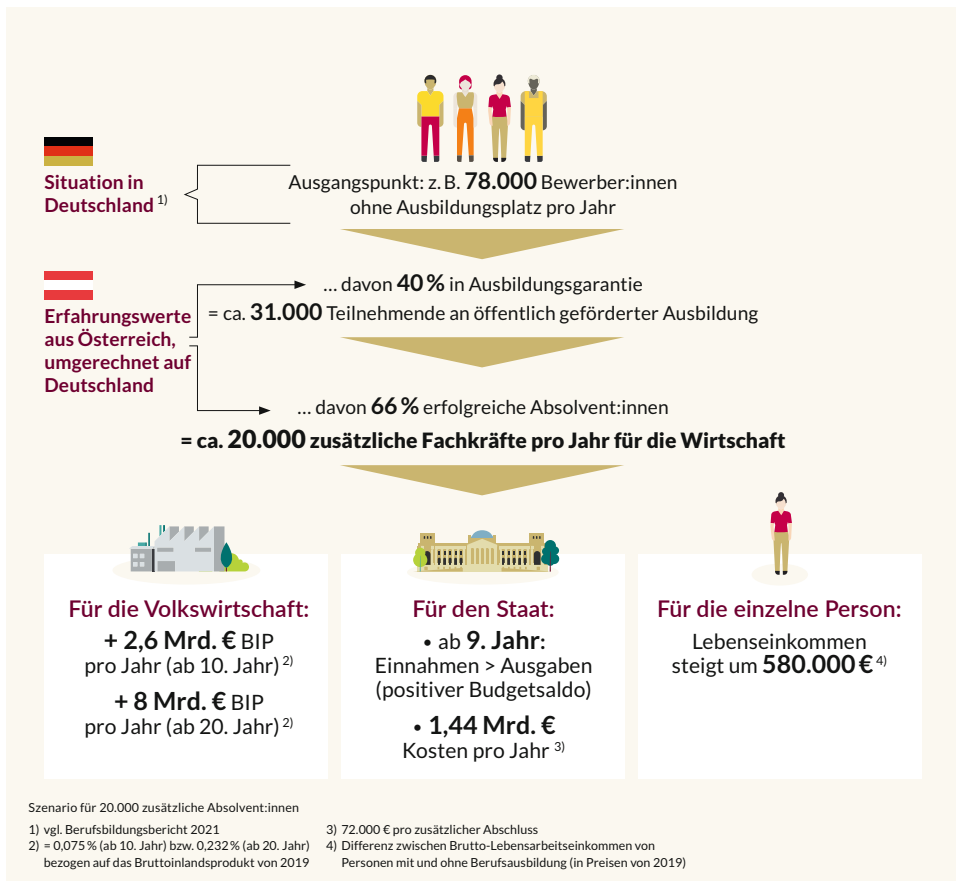 Situation in
Deutschland 1)
Ausgangspunkt: z. B. 78.000 Bewerber:innen
ohne Ausbildungsplatz pro Jahr
Erfahrungswerte
aus Österreich,
umgerechnet auf
Deutschland
... davon 40 % in Ausbildungsgarantie
= ca. 31.000 Teilnehmende an öffentlich geförderter Ausbildung
... davon 66 % erfolgreiche Absolvent:innen
= ca. 20.000 zusätzliche Fachkräfte pro Jahr für die Wirtschaft
Für die Volkswirtschaft:
+ 2,6 Mrd. € BIP
pro Jahr (ab 10. Jahr) 2)
+ 8 Mrd. € BIP
pro Jahr (ab 20. Jahr) 2)
Für den Staat:
• ab 9. Jahr:
Einnahmen > Ausgaben
(positiver Budgetsaldo)
• 1,44 Mrd. €
Kosten pro Jahr 3)
Für die einzelne Person:
Lebenseinkommen
steigt um 580.000 € 4)
Szenario für 20.000 zusätzliche Absolvent:innen
1) vgl. Berufsbildungsbericht 2021
2) = 0,075 % (ab 10. Jahr) bzw. 0,232 % (ab 20. Jahr)
bezogen auf das Bruttoinlandsprodukt von 2019
3) 72.000 € pro zusätzlicher Abschluss
4) Differenz zwischen Brutto-Lebensarbeitseinkommen von
Personen mit und ohne Berufsausbildung (in Preisen von 2019)